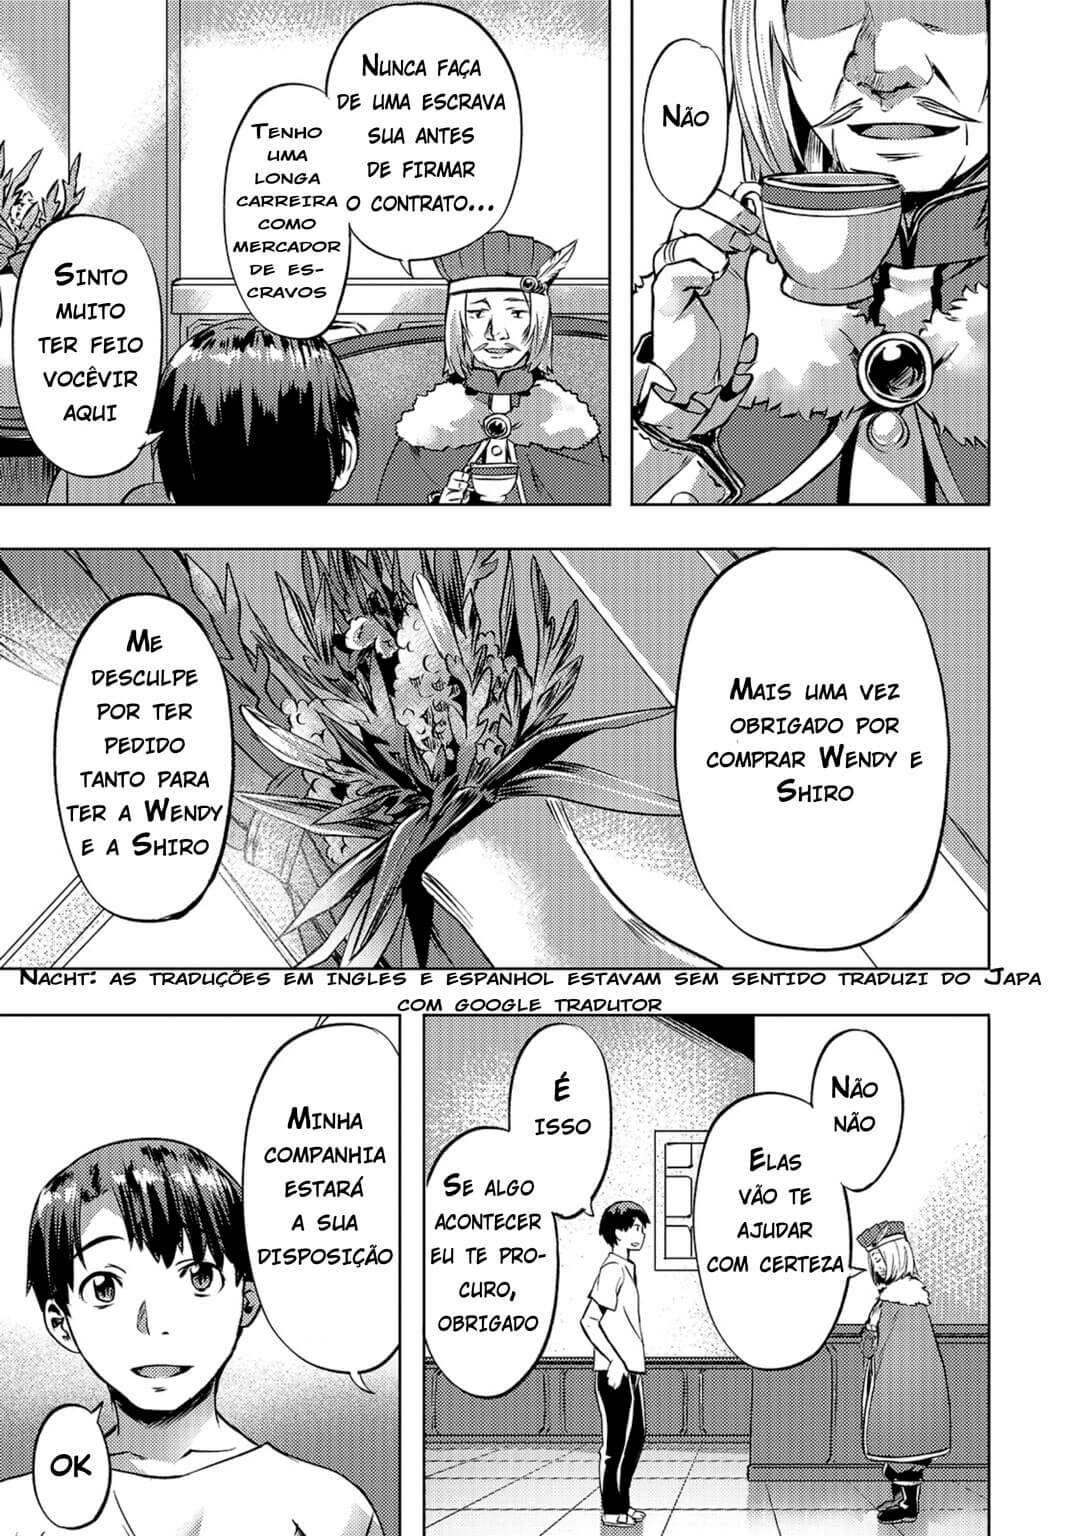 Não
Nunca faça
de uma escrava
sua antes
de firmar
o contrato...
Tenho
uma
longa
carreira
como
mercador
de es-
cravos
Sinto
muito
ter feio
vocêvir
aqui
Mais uma vez
obrigado por
comprar Wendy e
Shiro
Me
desculpe
por ter
pedido
tanto para
ter a Wendy
e a Shiro
Nacht: as traduções em ingles e espanhol estavam sem sentido traduzi do Japa
com google tradutor
Não
não
Elas
vão te
ajudar
com certeza
É
isso
Se algo
acontecer
eu te pro-
curo,
obrigado
Minha
companhia
estará
a sua
disposição
OK